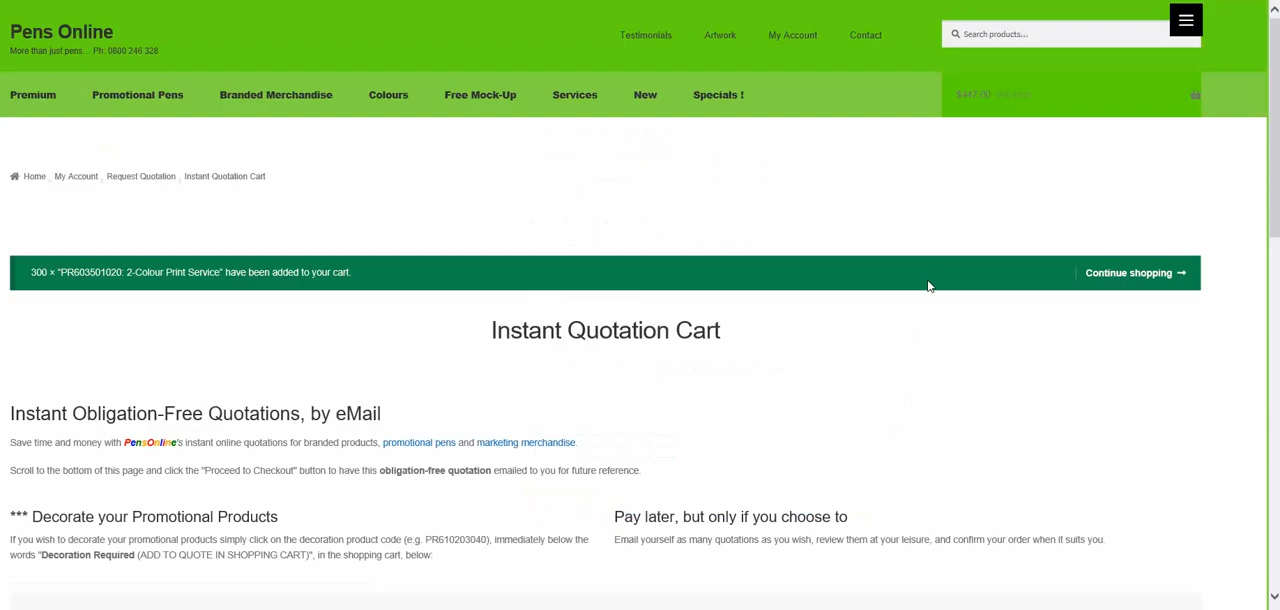 Pens Online
More than just pens... Ph: 0800 246 328
Testimonials Artwork My Account Contact
Search products...
Premium Promotional Pens Branded Merchandise Colours Free Mock-Up Services New Specials !
$447.00
Home My Account Request Quotation Instant Quotation Cart
300 × “PR603501020: 2-Colour Print Service” have been added to your cart.
Continue shopping →
Instant Quotation Cart
Instant Obligation-Free Quotations, by eMail
Save time and money with PensOnline's instant online quotations for branded products, promotional pens and marketing merchandise.
Scroll to the bottom of this page and click the "Proceed to Checkout" button to have this obligation-free quotation emailed to you for future reference.
*** Decorate your Promotional Products
If you wish to decorate your promotional products simply click on the decoration product code (e.g. PR610203040), immediately below the
words "Decoration Required (ADD TO QUOTE IN SHOPPING CART)", in the shopping cart, below:
Pay later, but only if you choose to
Email yourself as many quotations as you wish, review them at your leisure, and confirm your order when it suits you.